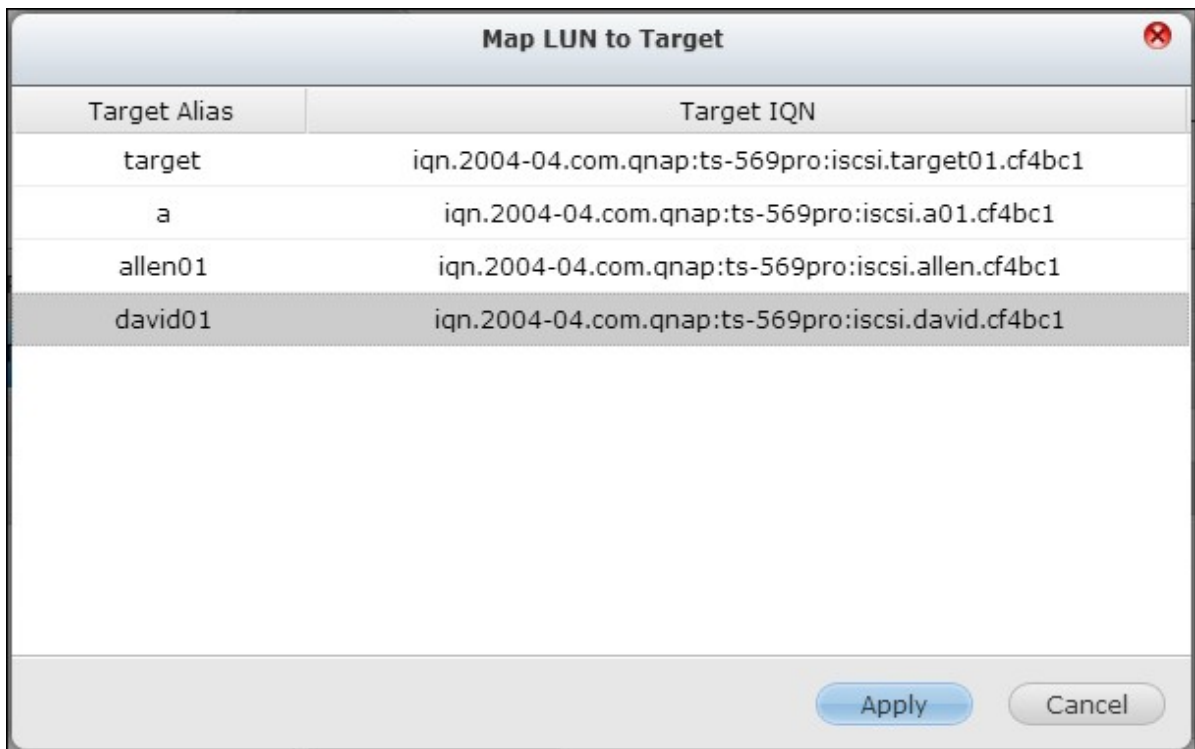 Map LUN to Target
Target Alias Target IQN
target iqn.2004-04.com.qnap:ts-569pro:iscsi.target01.cf4bc1
a iqn.2004-04.com.qnap:ts-569pro:iscsi.a01.cf4bc1
allen01 iqn.2004-04.com.qnap:ts-569pro:iscsi.allen.cf4bc1
david01 iqn.2004-04.com.qnap:ts-569pro:iscsi.david.cf4bc1
Apply Cancel